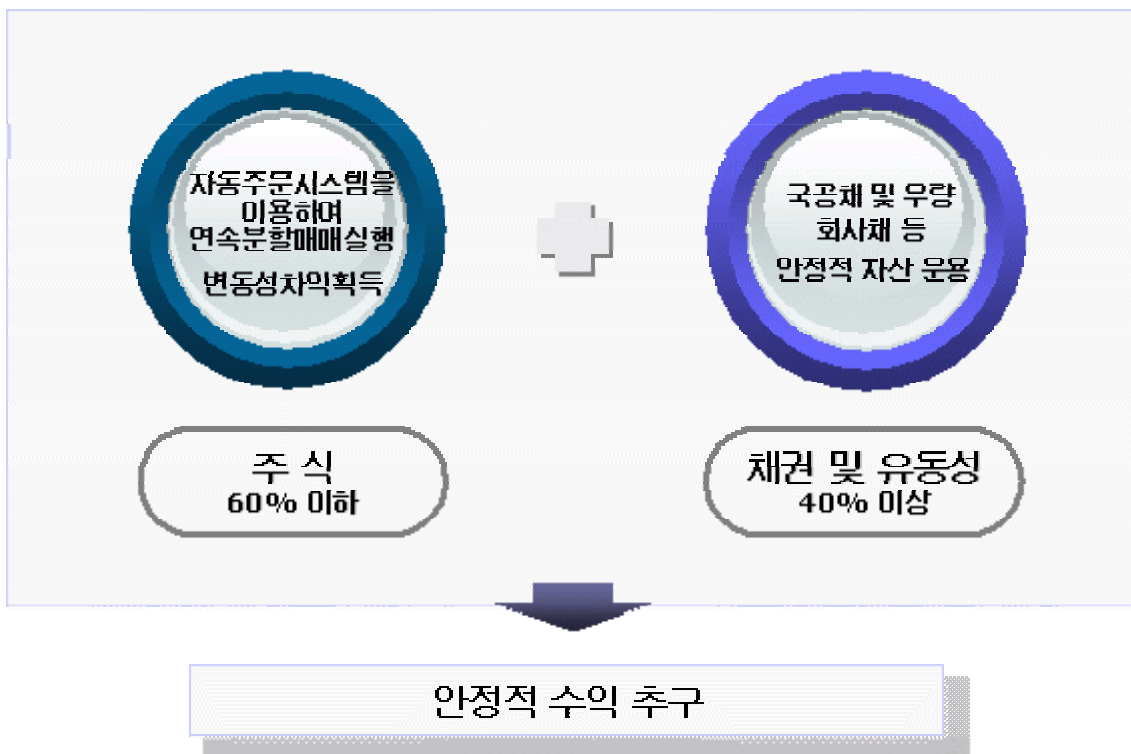 자동주문시스템을
이용하며
연속분할매매실행
변동성차익획득
국공채 및 우량
회사채 등
안정적 자산 운용
주 식
60% 이하
채권 및 유동성
40% 이상
안정적 수익 추구